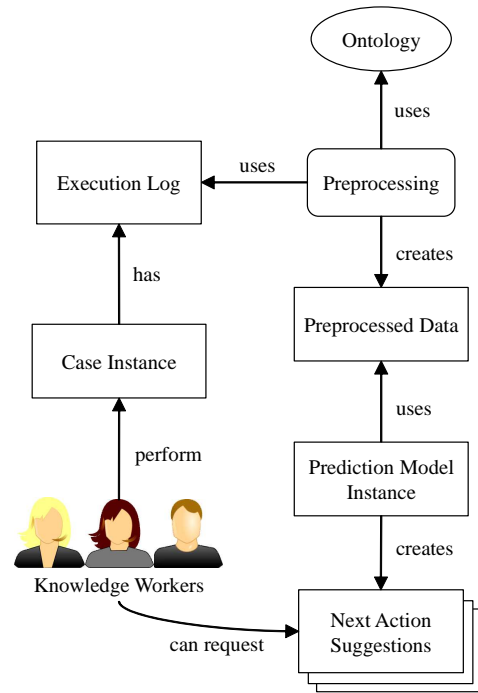 Ontology
uses
uses
Execution Log
Preprocessing
creates
has
Preprocessed Data
Case Instance
uses
perform
Prediction Model
Instance
creates
Knowledge Workers
Next Action
Suggestions
can request